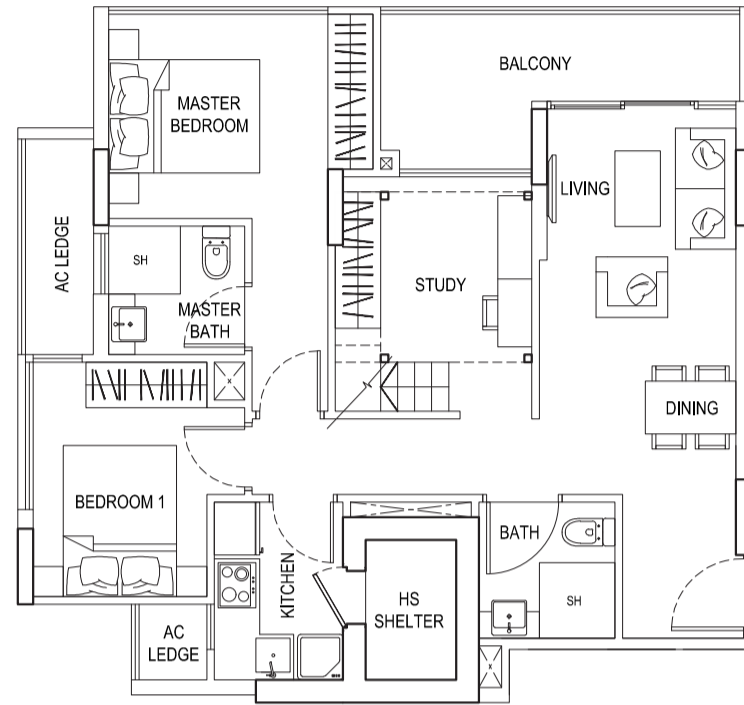 BALCONY
MASTER
BEDROOM
LIVING
AC LEDGE
SH
STUDY
MASTER
BATH
X
DINING
BEDROOM 1
BATH
KITCHEN
HS
SHELTER
SH
AC
LEDGE
X